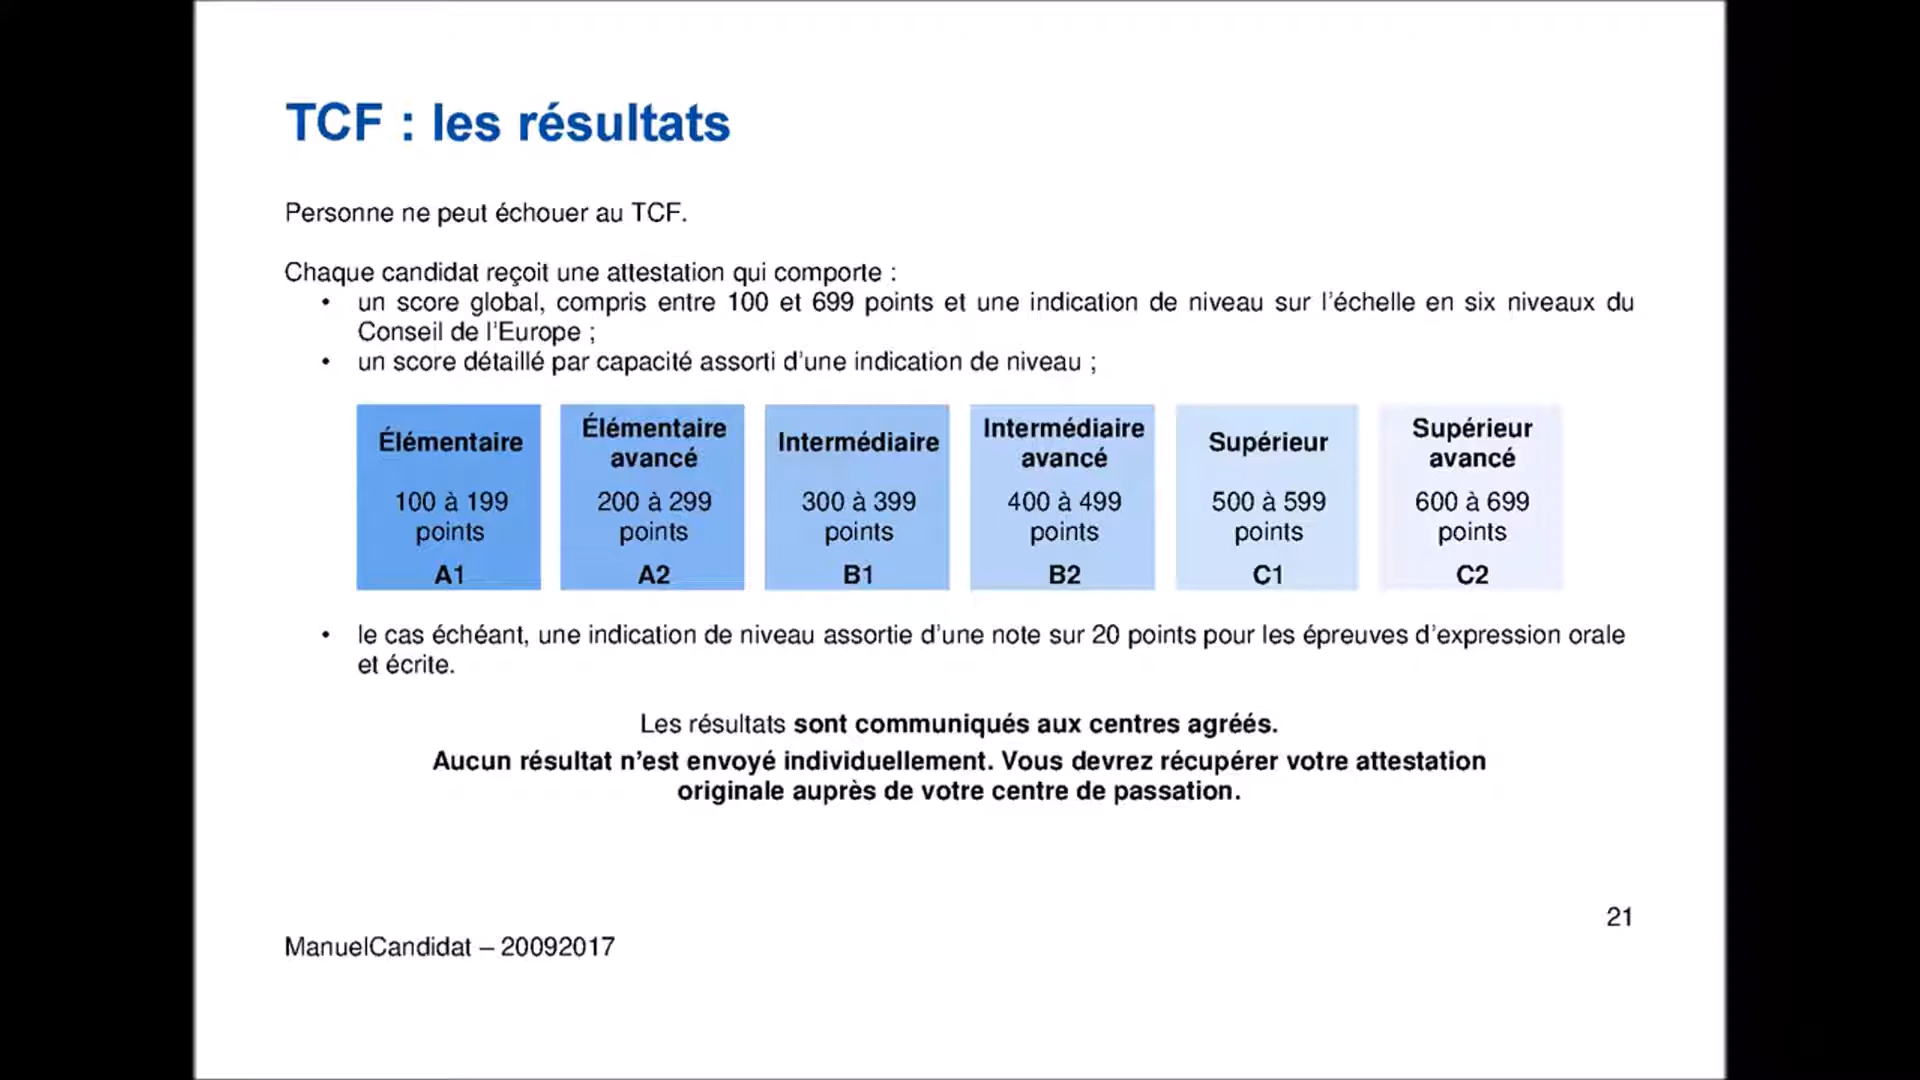 TCF : les résultats
Personne ne peut échouer au TCF.
Chaque candidat reçoit une attestation qui comporte :
• un score global, compris entre 100 et 699 points et une indication de niveau sur l'échelle en six niveaux du
Conseil de l'Europe ;
• un score détaillé par capacité assorti d'une indication de niveau ;
Élémentaire
100 à 199
points
A1
Élémentaire
avancé
200 à 299
points
A2
Intermédiaire
300 à 399
points
B1
Intermédiaire
avancé
400 à 499
points
B2
Supérieur
500 à 599
points
C1
Supérieur
avancé
600 à 699
points
C2
• le cas échéant, une indication de niveau assortie d'une note sur 20 points pour les épreuves d'expression orale
et écrite.
Les résultats sont communiqués aux centres agréés.
Aucun résultat n'est envoyé individuellement. Vous devrez récupérer votre attestation
originale auprès de votre centre de passation.
21
ManuelCandidat – 20092017